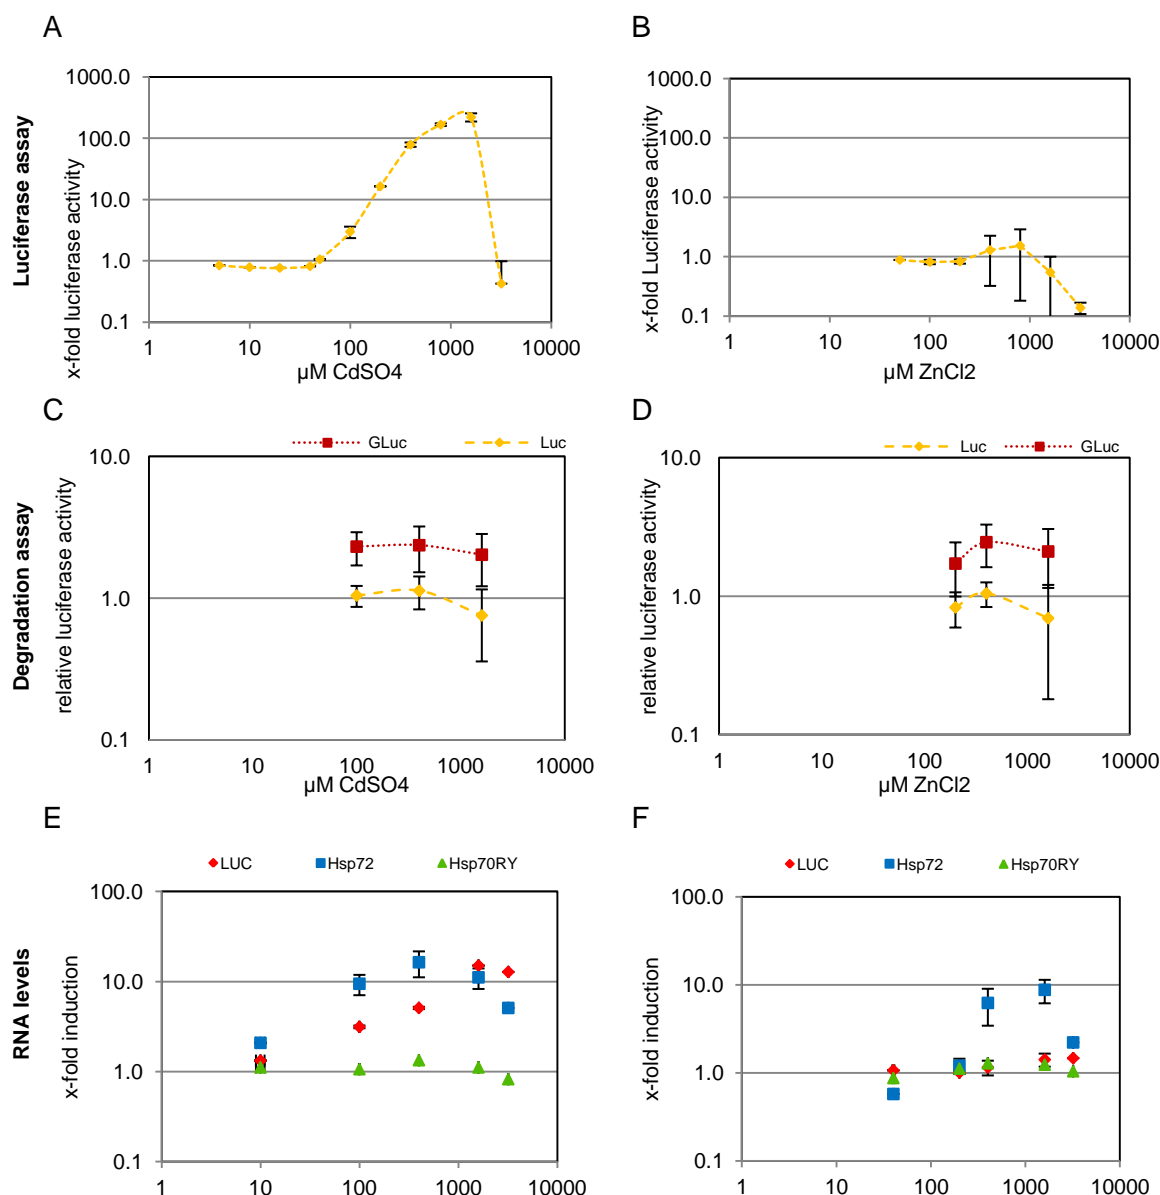 A
B
Luciferase assay
x-fold luciferase activity
1000.0
100.0
10.0
1.0
0.1
1 10 100 1000 10000
µM CdSO4
x-fold Luciferase activity
1000.0
100.0
10.0
1.0
0.1
1 10 100 1000 10000
µM ZnCl2
C
D
Degradation assay
relative luciferase activity
GLuc Luc
10.0
1.0
0.1
1 10 100 1000 10000
µM CdSO4
relative luciferase activity
Luc GLuc
10.0
1.0
0.1
1 10 100 1000 10000
µM ZnCl2
E
F
RNA levels
x-fold induction
LUC Hsp72 Hsp70RY
100.0
10.0
1.0
0.1
1 10 100 1000 10000
x-fold induction
LUC Hsp72 Hsp70RY
100.0
10.0
1.0
0.1
1 10 100 1000 10000